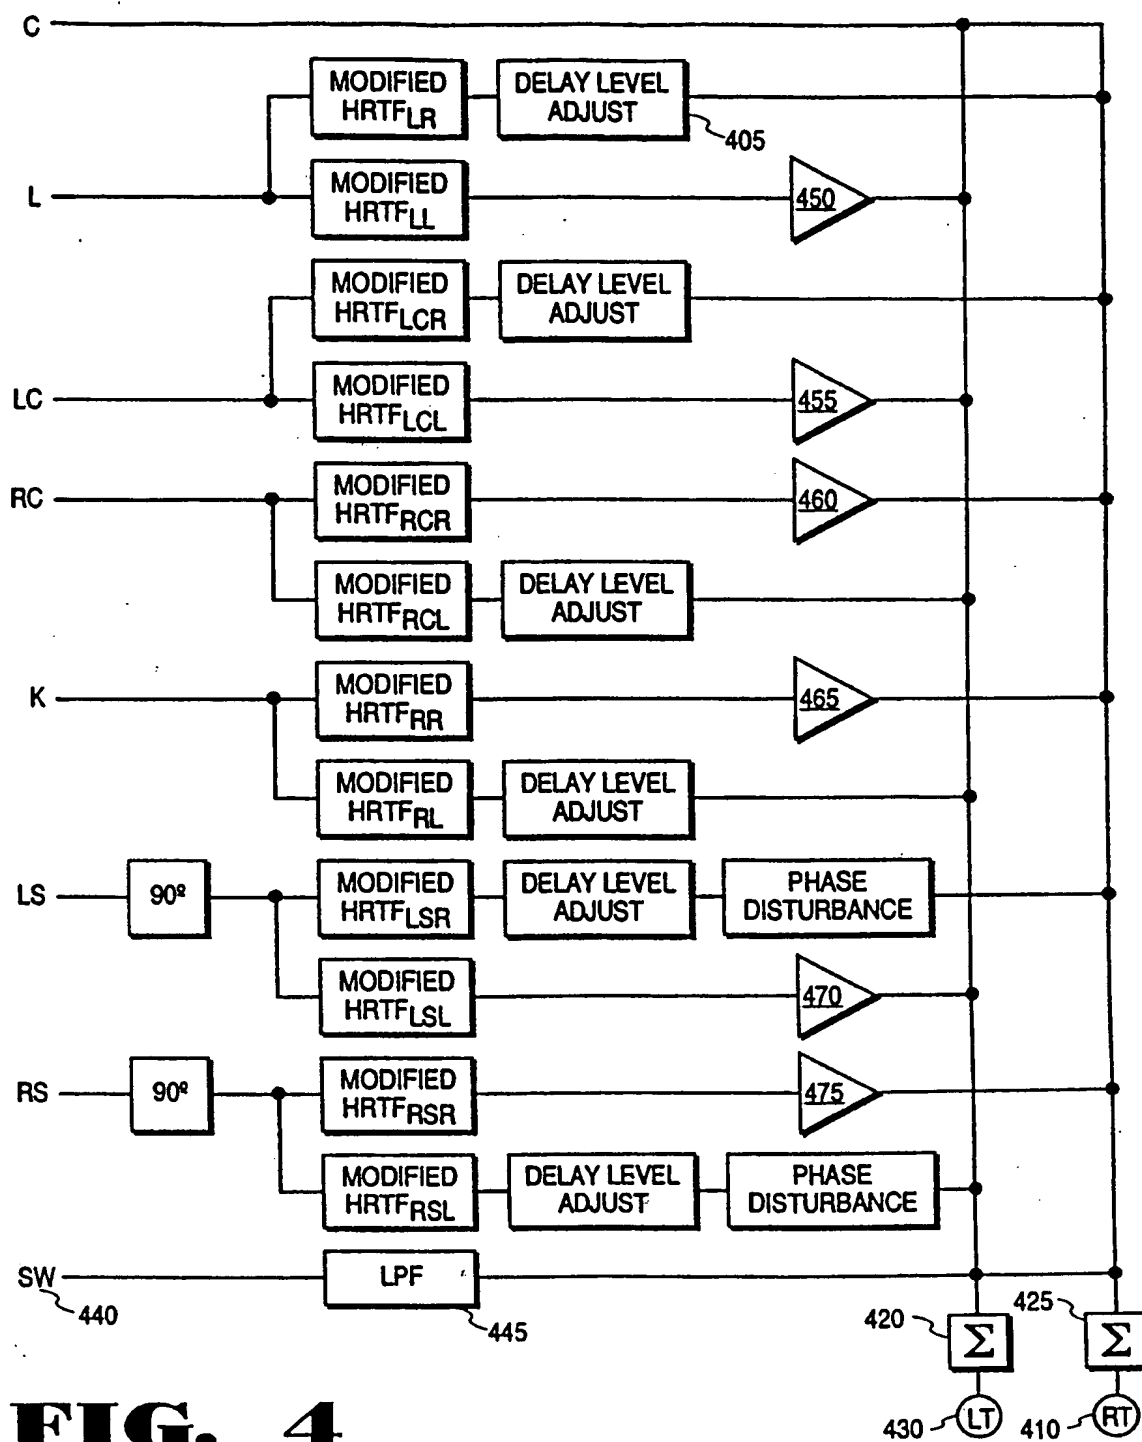 C
MODIFIED
HRTFLR
DELAY LEVEL
ADJUST
405
L
MODIFIED
HRTFLL
450
MODIFIED
HRTFLCR
DELAY LEVEL
ADJUST
LC
MODIFIED
HRTFLCL
455
RC
MODIFIED
HRTFRCR
460
MODIFIED
HRTFRCL
DELAY LEVEL
ADJUST
K
MODIFIED
HRTFRR
465
MODIFIED
HRTFRL
DELAY LEVEL
ADJUST
LS
90º
MODIFIED
HRTFLSR
DELAY LEVEL
ADJUST
PHASE
DISTURBANCE
MODIFIED
HRTFLSL
470
RS
90º
MODIFIED
HRTFRSR
475
MODIFIED
HRTFRSL
DELAY LEVEL
ADJUST
PHASE
DISTURBANCE
SW
440
LPF
445
420
Σ
425
Σ
430
LT
410
RT
FIG. 4